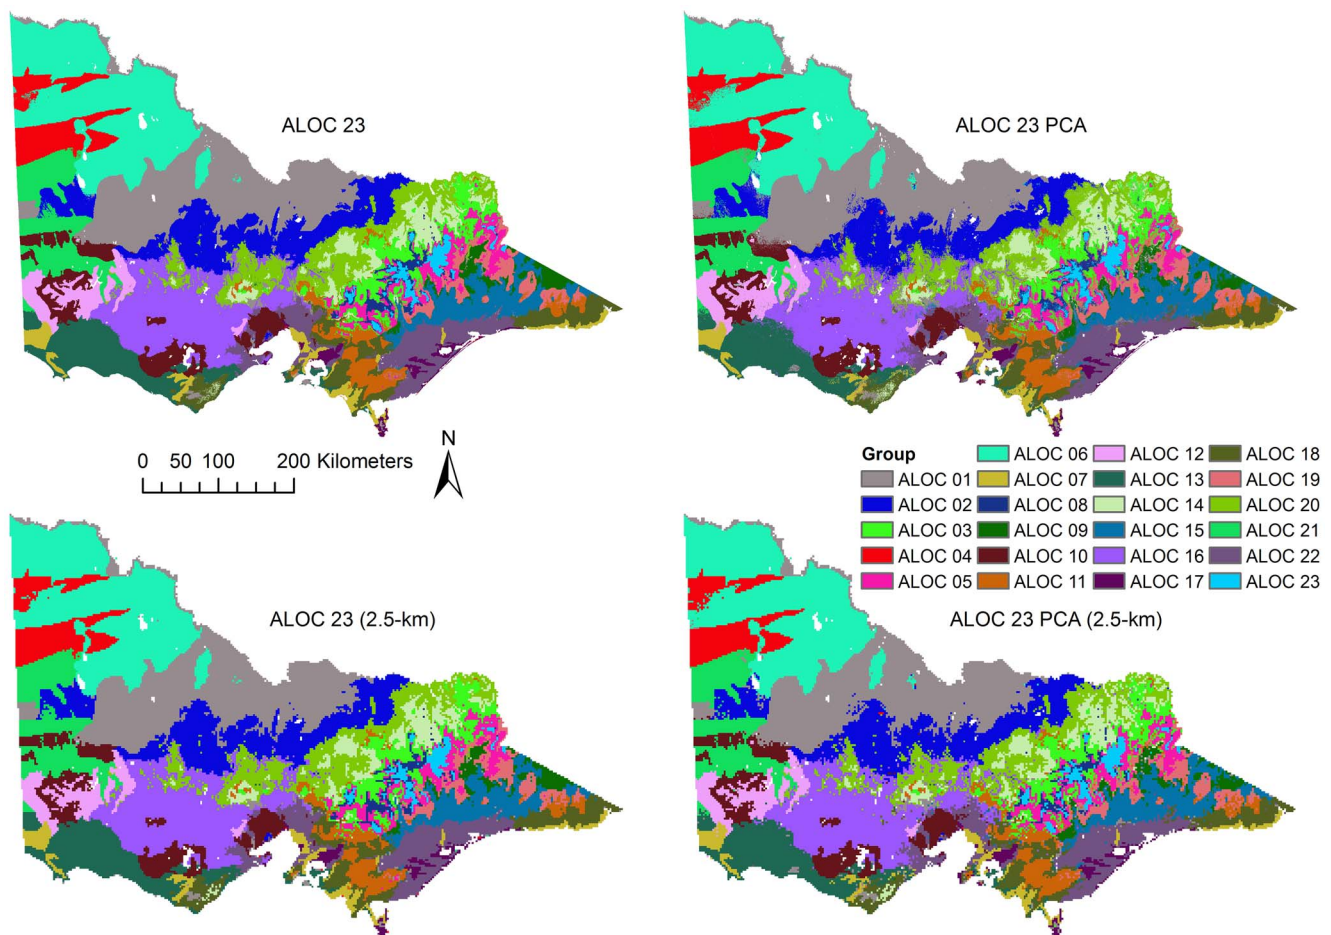 ALOC 23
ALOC 23 PCA
N
0 50 100 200 Kilometers
Group
ALOC 01
ALOC 02
ALOC 03
ALOC 04
ALOC 05
ALOC 06
ALOC 07
ALOC 08
ALOC 09
ALOC 10
ALOC 11
ALOC 12
ALOC 13
ALOC 14
ALOC 15
ALOC 16
ALOC 17
ALOC 18
ALOC 19
ALOC 20
ALOC 21
ALOC 22
ALOC 23
ALOC 23 (2.5-km)
ALOC 23 PCA (2.5-km)